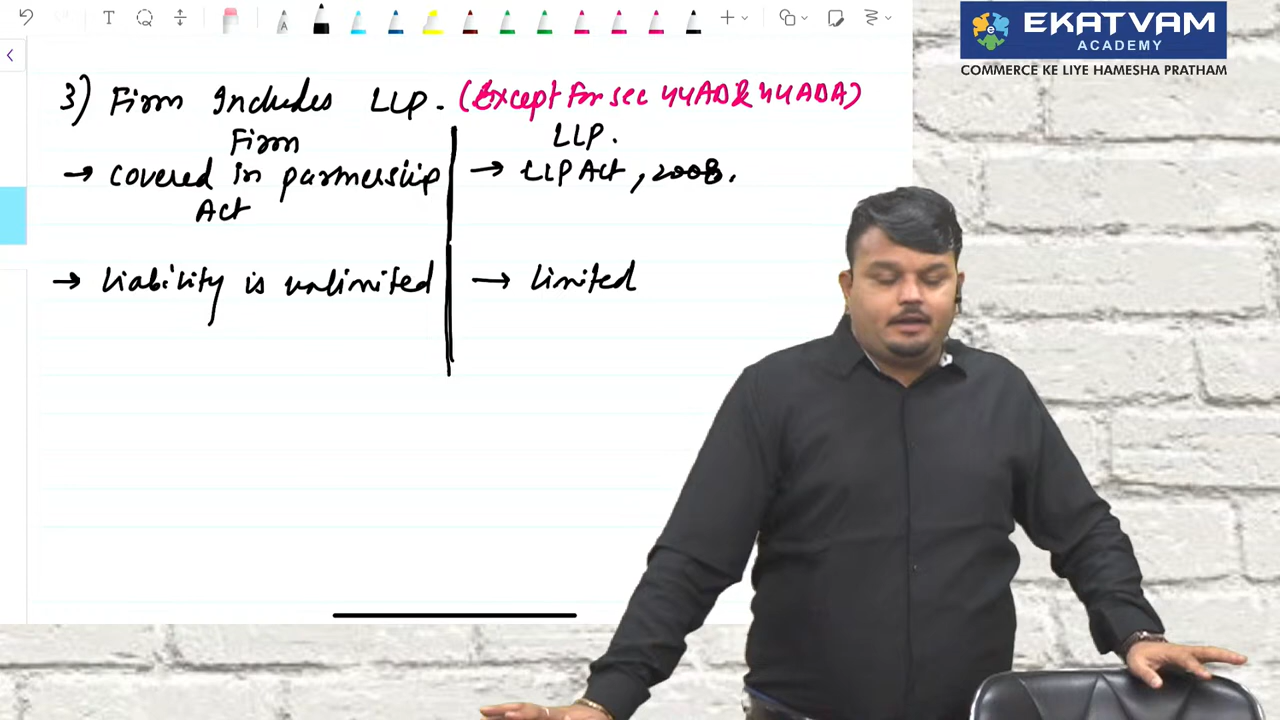 EKATVAM
ACADEMY
COMMERCE KE LIYE HAMESHA PRATHAM
3) Firm Includes LLP. (Except For sec 44AD & 44ADA)
Firm
LLP.
→ Covered in partnership Act
→ LLP Act, 2008.
→ Liability is unlimited
→ Limited